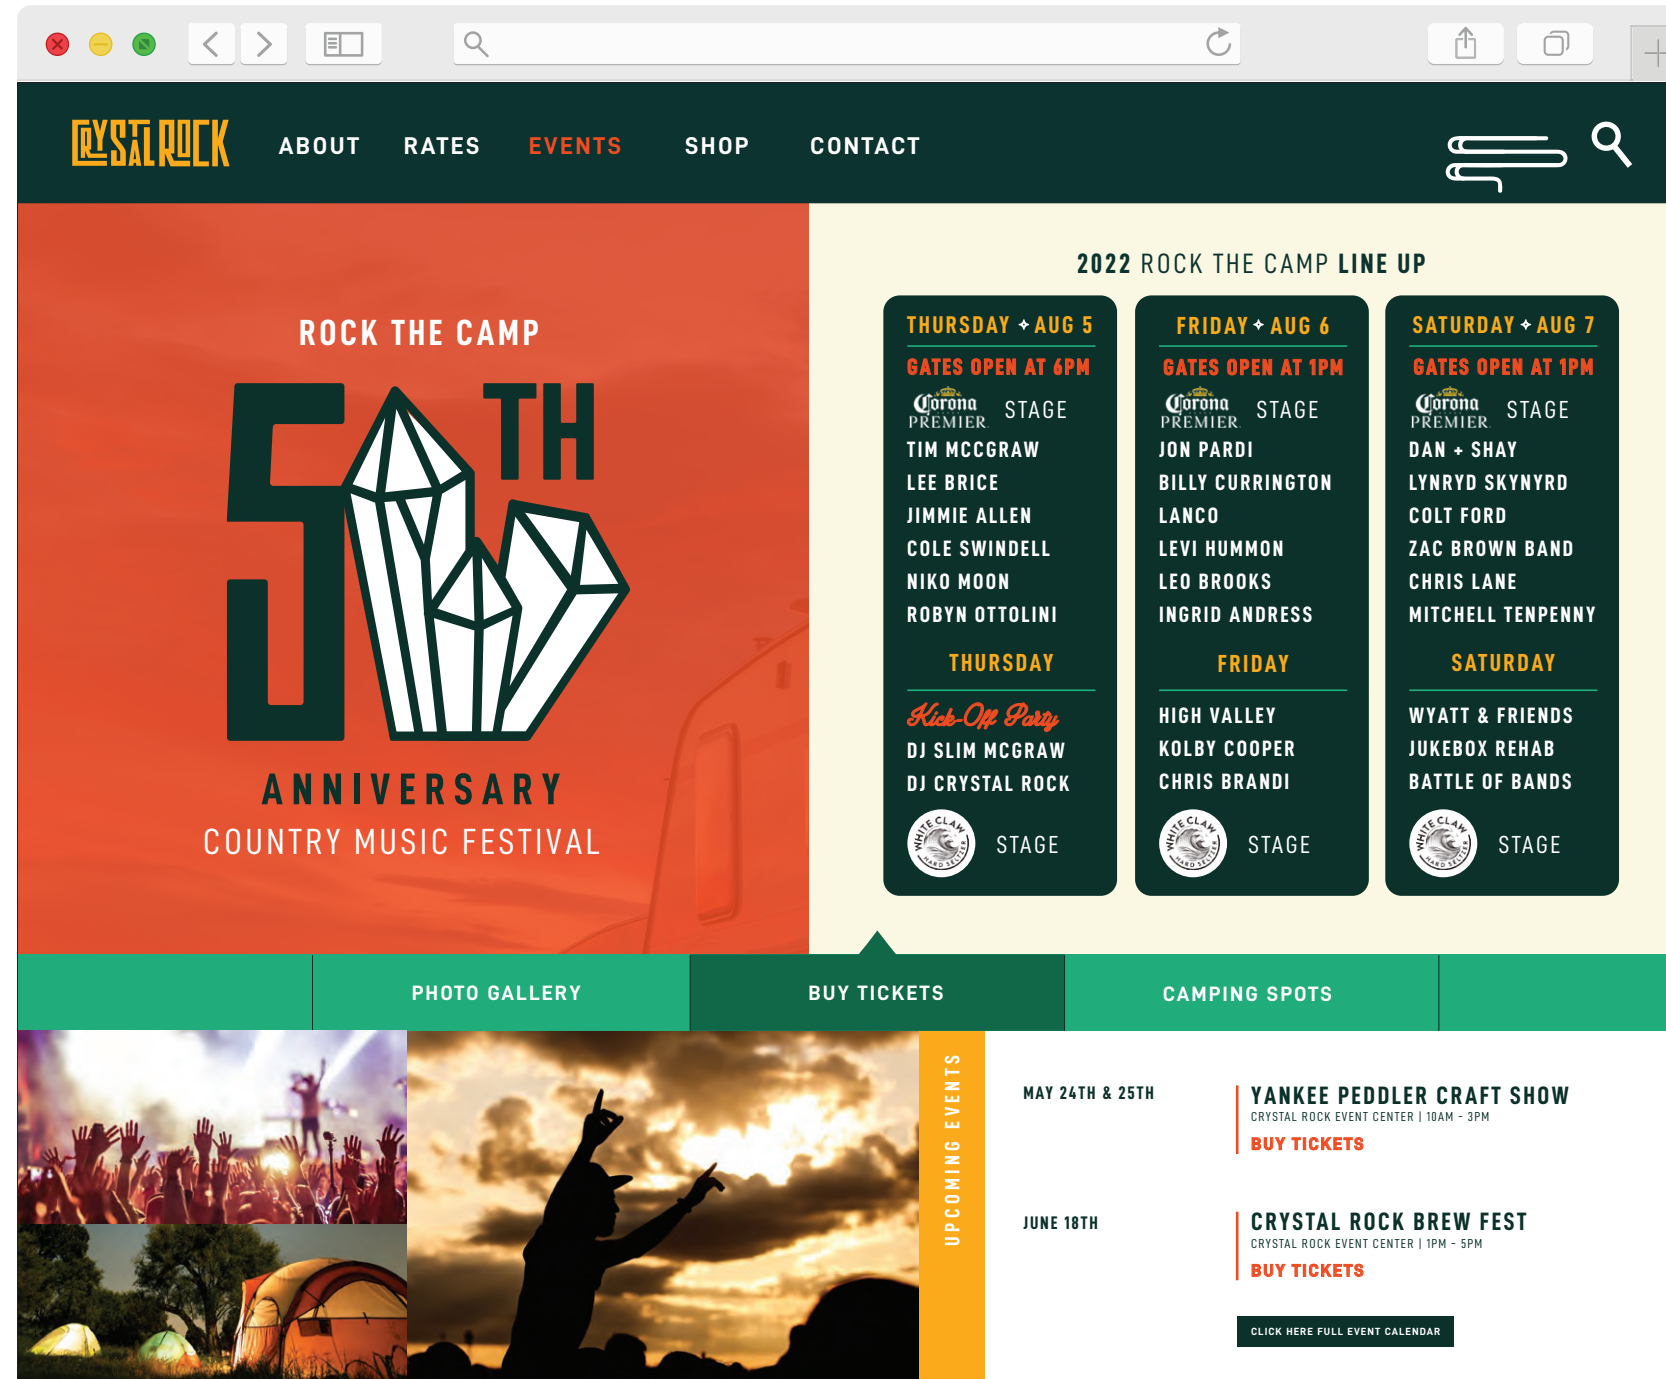 CRYSTAL ROCK
ABOUT RATES EVENTS SHOP CONTACT
ROCK THE CAMP
50TH
ANNIVERSARY
COUNTRY MUSIC FESTIVAL
2022 ROCK THE CAMP LINE UP
THURSDAY AUG 5
GATES OPEN AT 6PM
Corona
PREMIER STAGE
TIM MCCGRAW
LEE BRICE
JIMMIE ALLEN
COLE SWINDELL
NIKO MOON
ROBYN OTTOLINI
THURSDAY
Kick-Off Party
DJ SLIM MCGRAW
DJ CRYSTAL ROCK
WHITE CLAW
HARD SELTZER
STAGE
FRIDAY AUG 6
GATES OPEN AT 1PM
Corona
PREMIER STAGE
JON PARDI
BILLY CURRINGTON
LANCO
LEVI HUMMON
LEO BROOKS
INGRID ANDRESS
FRIDAY
HIGH VALLEY
KOLBY COOPER
CHRIS BRANDI
WHITE CLAW
HARD SELTZER
STAGE
SATURDAY AUG 7
GATES OPEN AT 1PM
Corona
PREMIER STAGE
DAN + SHAY
LYNRYD SKYNYRD
COLT FORD
ZAC BROWN BAND
CHRIS LANE
MITCHELL TENPENNY
SATURDAY
WYATT & FRIENDS
JUKEBOX REHAB
BATTLE OF BANDS
WHITE CLAW
HARD SELTZER
STAGE
PHOTO GALLERY
BUY TICKETS
CAMPING SPOTS
UPCOMING EVENTS
MAY 24TH & 25TH
YANKEE PEDDLER CRAFT SHOW
CRYSTAL ROCK EVENT CENTER | 10AM - 3PM
BUY TICKETS
JUNE 18TH
CRYSTAL ROCK BREW FEST
CRYSTAL ROCK EVENT CENTER | 1PM - 5PM
BUY TICKETS
CLICK HERE FULL EVENT CALENDAR